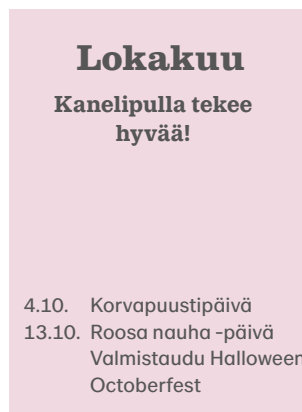 Lokakuu
Kanelipulla tekee
hyvää!
4.10. Korvapuustipäivä
13.10. Roosa nauha -päivä
Valmistaudu Halloween
Octoberfest